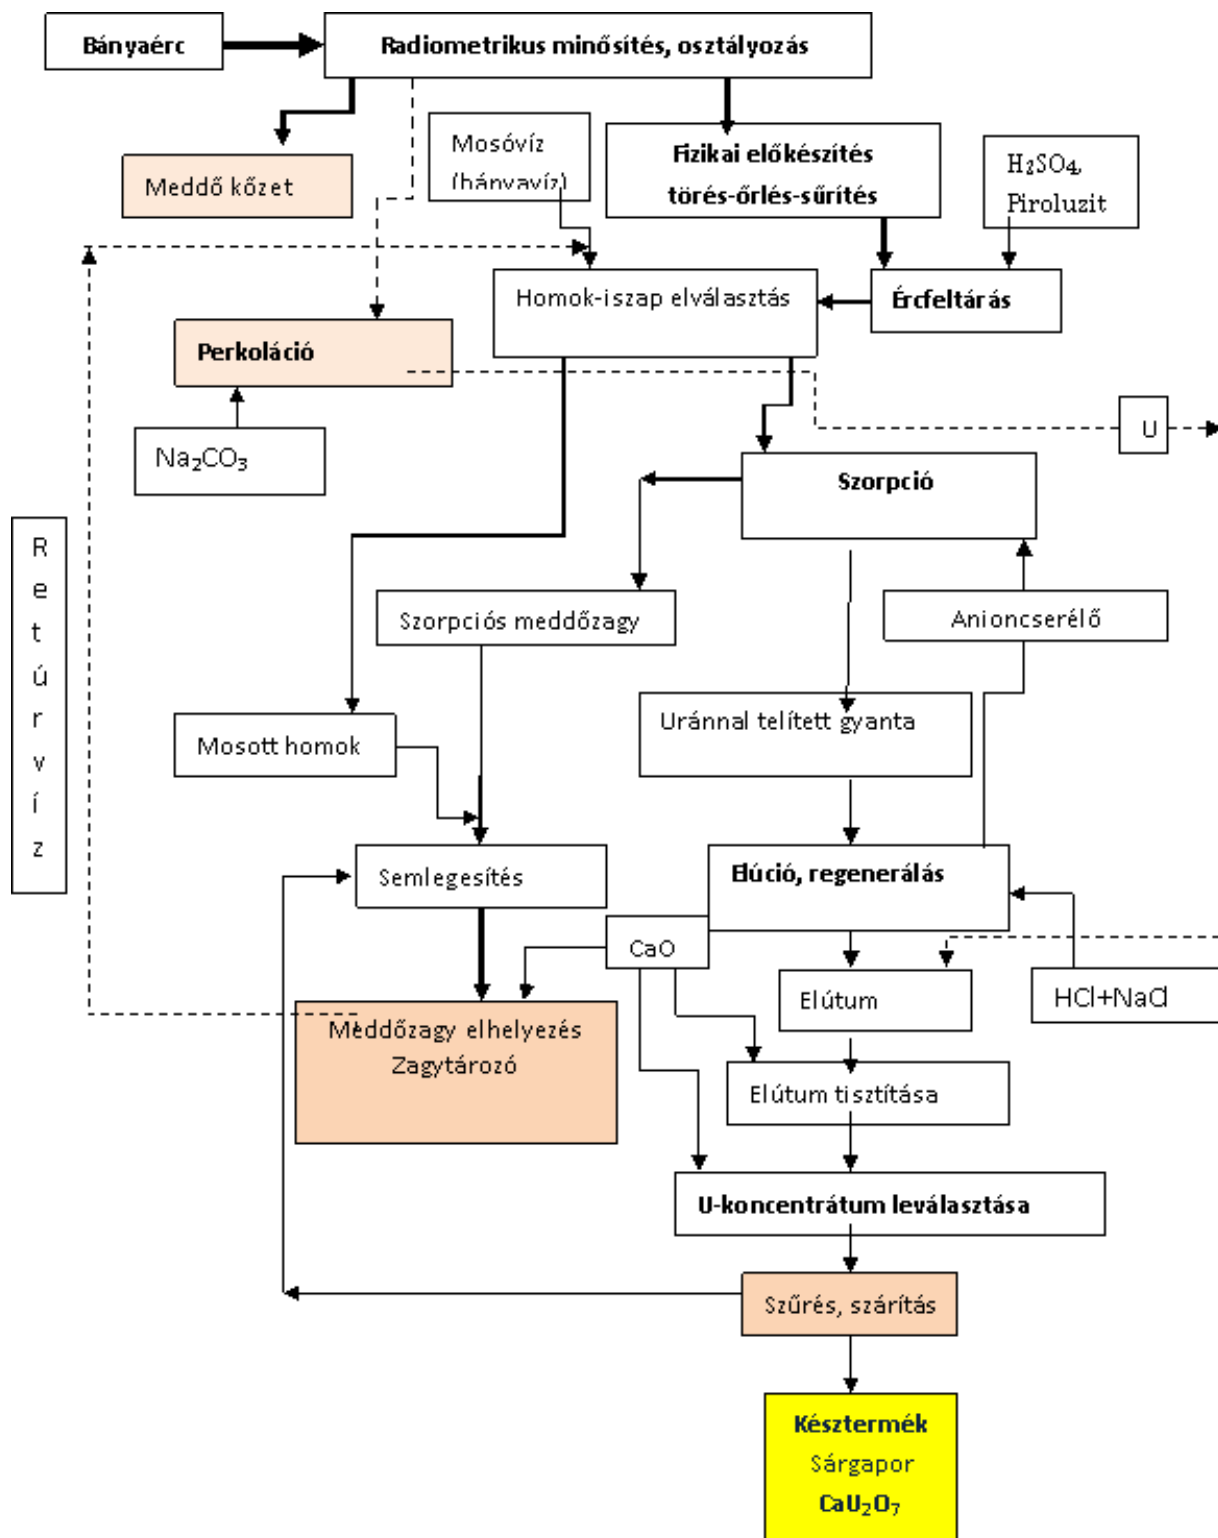 Bányaérc
Radiometrikus minősítés, osztályozás
Mosóvíz
(bányavíz)
Fizikai előkészítés
törés-őrlés-sűrítés
H₂SO₄,
Piroluzit
Meddő kőzet
Homok-iszap elválasztás
Ércfeltárás
Perkoláció
U
Na₂CO₃
Szorpció
Retúrvíz
Szorpciós meddőzagy
Anioncserélő
Uránnal telített gyanta
Mosott homok
Semlegesítés
Elúció, regenerálás
CaO
Elútum
HCl+NaCl
Meddőzagy elhelyezés
Zagytározó
Elútum tisztítása
U-koncentrátum leválasztása
Szűrés, szárítás
Késztermék
Sárgapor
CaU₂O₇